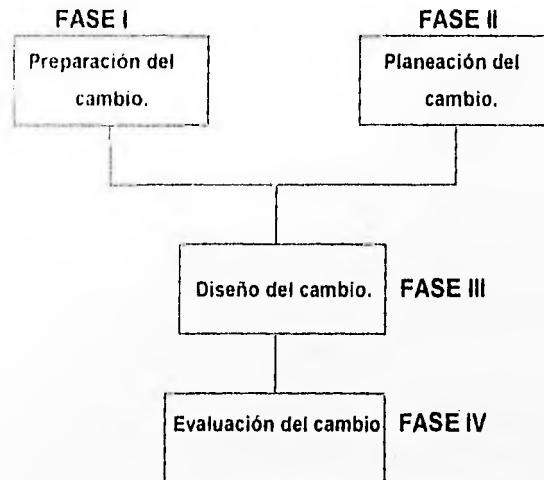 FASE I
Preparación del
cambio.
FASE II
Planeación del
cambio.
Diseño del cambio.
FASE III
Evaluación del cambio
FASE IV